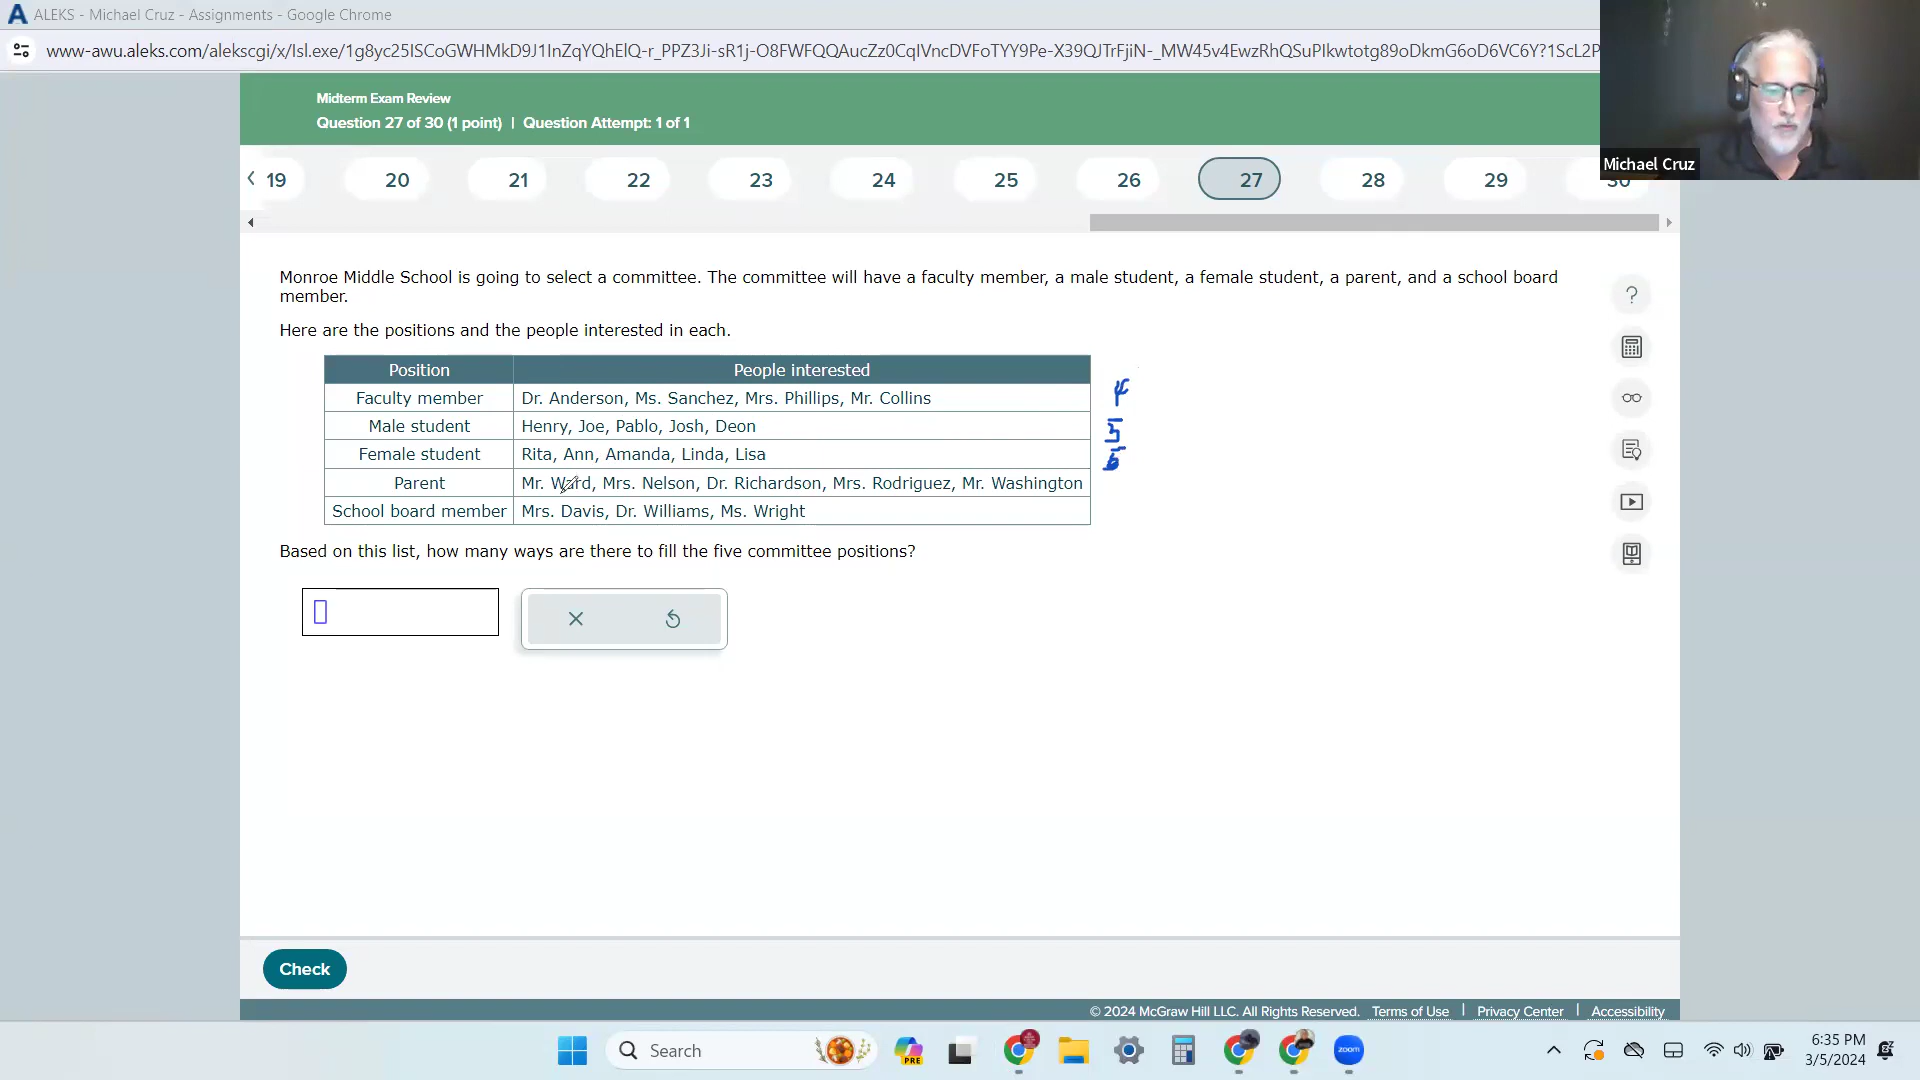 ALEKS - Michael Cruz - Assignments - Google Chrome
www-awu.aleks.com/alekscgi/x/Isl.exe/1g8yc25ISCoGWHMkD9J1InZqYQhElQ-r_PPZ3Ji-sR1j-O8FWFQQAucZz0CqIVncDVFoTYY9Pe-X39QJTrFjiN-_MW45v4EwzRhQSuPIkwtotg89oDkmG6oD6VC6Y?1ScL2P
Midterm Exam Review
Question 27 of 30 (1 point) | Question Attempt: 1 of 1
Michael Cruz
19 20 21 22 23 24 25 26 27 28 29 30
Monroe Middle School is going to select a committee. The committee will have a faculty member, a male student, a female student, a parent, and a school board
member.
Here are the positions and the people interested in each.
Position People interested
Faculty member Dr. Anderson, Ms. Sanchez, Mrs. Phillips, Mr. Collins 4
Male student Henry, Joe, Pablo, Josh, Deon 5
Female student Rita, Ann, Amanda, Linda, Lisa 5
Parent Mr. Ward, Mrs. Nelson, Dr. Richardson, Mrs. Rodriguez, Mr. Washington
School board member Mrs. Davis, Dr. Williams, Ms. Wright
Based on this list, how many ways are there to fill the five committee positions?
Check
© 2024 McGraw Hill LLC. All Rights Reserved. Terms of Use | Privacy Center | Accessibility
Search
PRE
zoom
6:35 PM
3/5/2024